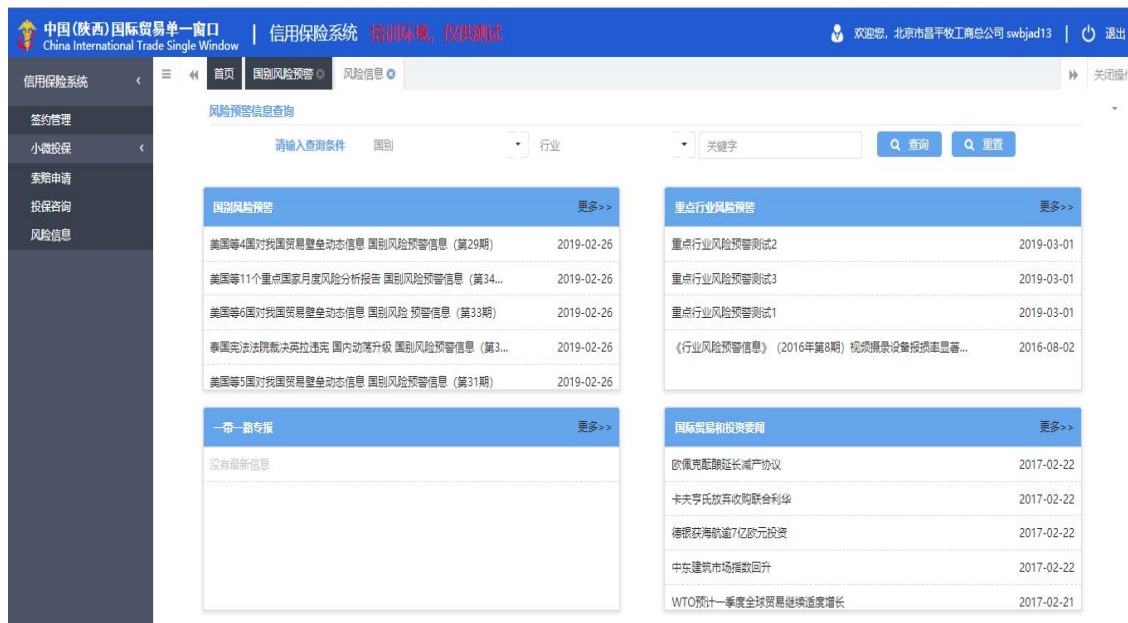 中国(陕西)国际贸易单一窗口
China International Trade Single Window
信用保险系统
培训环境，仅供测试
欢迎您，北京市昌平牧工商总公司 swbjad13
退出
信用保险系统
首页
国别风险预警
风险信息
关闭操作
签约管理
小微投保
索赔申请
投保咨询
风险信息
风险预警信息查询
请输入查询条件
国别
行业
关键字
查询
重置
国别风险预警
更多>>
美国等4国对我国贸易壁垒动态信息 国别风险预警信息（第29期）
2019-02-26
美国等11个重点国家月度风险分析报告 国别风险预警信息（第34...
2019-02-26
美国等6国对我国贸易壁垒动态信息 国别风险 预警信息（第33期）
2019-02-26
泰国宪法法院裁决英拉违宪 国内动荡升级 国别风险预警信息（第3...
2019-02-26
美国等5国对我国贸易壁垒动态信息 国别风险预警信息（第31期）
2019-02-26
重点行业风险预警
更多>>
重点行业风险预警测试2
2019-03-01
重点行业风险预警测试3
2019-03-01
重点行业风险预警测试1
2019-03-01
《行业风险预警信息》（2016年第8期）视频摄录设备报损率显著...
2016-08-02
一带一路专报
更多>>
没有最新信息
国际贸易和投资要闻
更多>>
欧佩克酝酿延长减产协议
2017-02-22
卡夫亨氏放弃收购联合利华
2017-02-22
德银获海航逾7亿欧元投资
2017-02-22
中东建筑市场指数回升
2017-02-22
WTO预计一季度全球贸易继续适度增长
2017-02-21